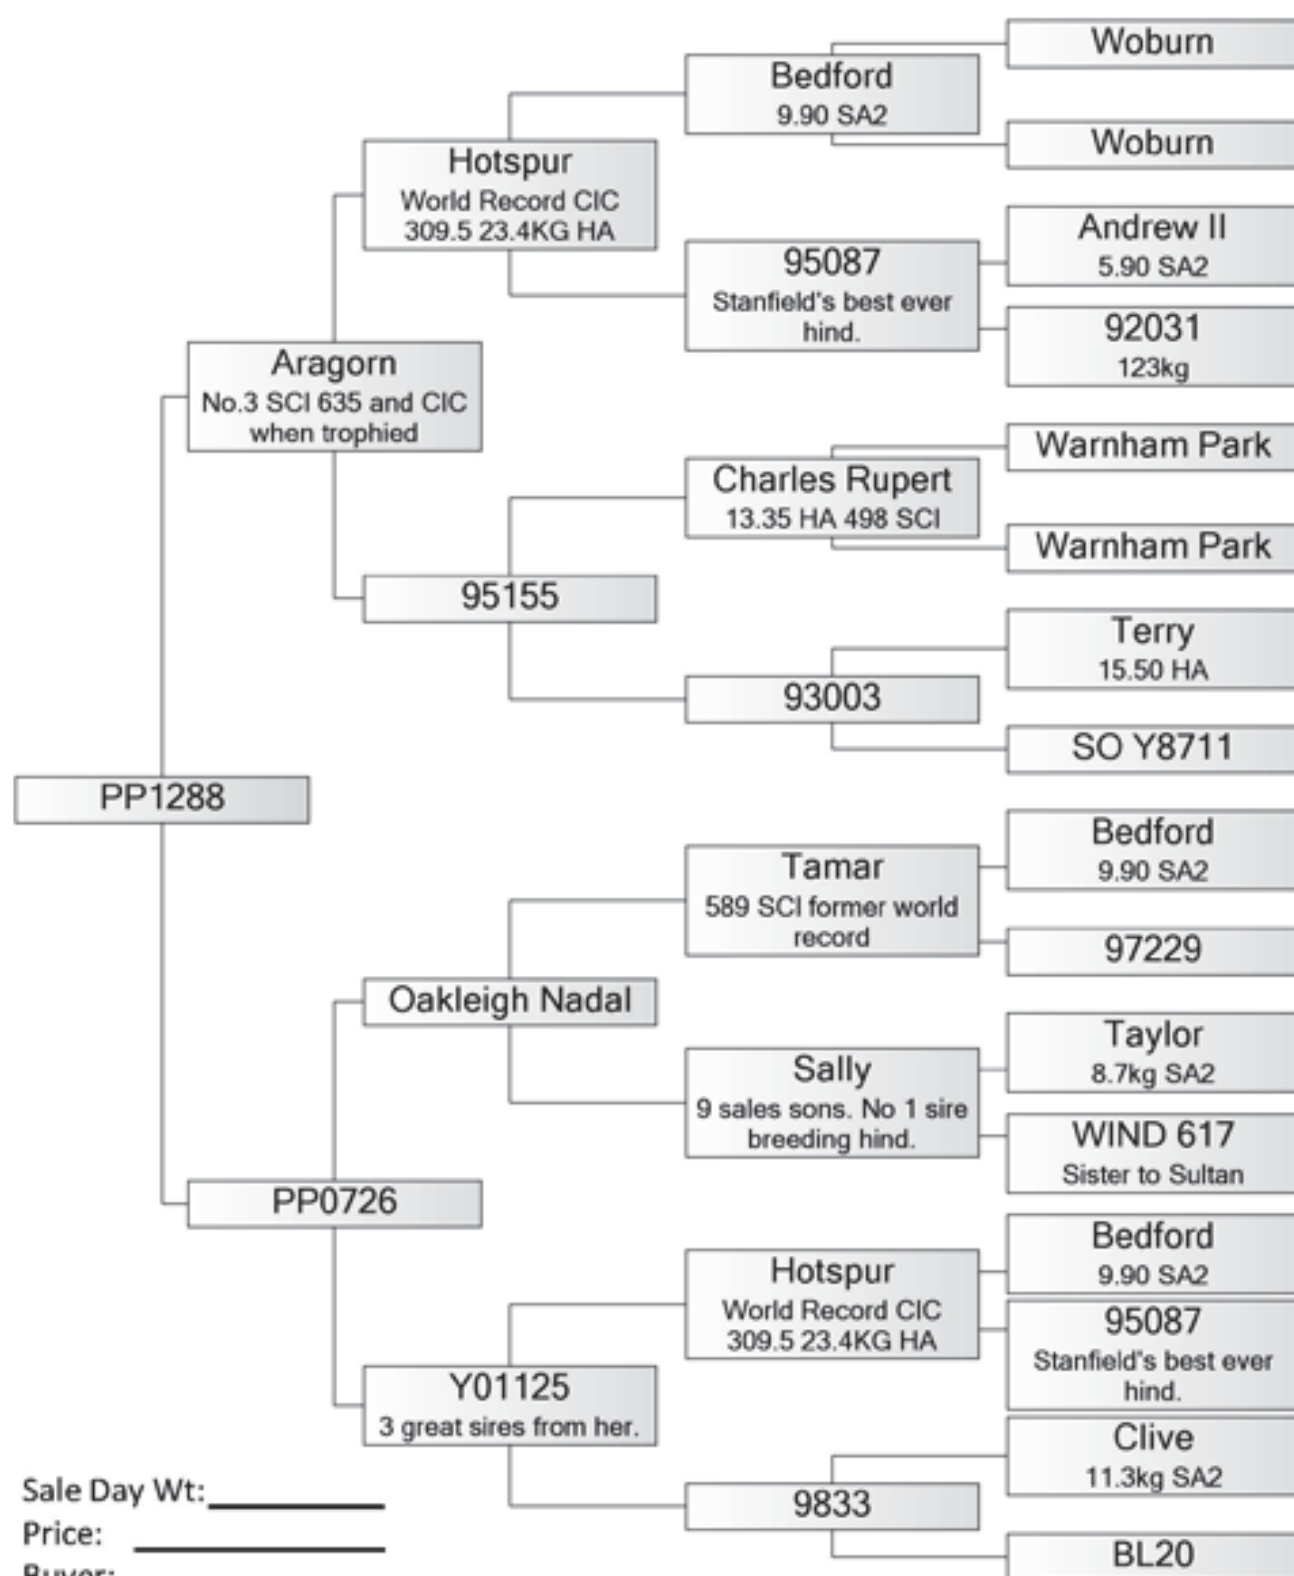 Woburn
Bedford
9.90 SA2
Woburn
Hotspur
World Record CIC
309.5 23.4KG HA
Andrew II
5.90 SA2
95087
Stanfield's best ever
hind.
92031
123kg
Aragorn
No.3 SCI 635 and CIC
when trophied
Warnham Park
Charles Rupert
13.35 HA 498 SCI
Warnham Park
95155
Terry
15.50 HA
93003
SO Y8711
PP1288
Bedford
9.90 SA2
Tamar
589 SCI former world
record
97229
Oakleigh Nadal
Taylor
8.7kg SA2
Sally
9 sales sons. No 1 sire
breeding hind.
WIND 617
Sister to Sultan
PP0726
Bedford
9.90 SA2
Hotspur
World Record CIC
309.5 23.4KG HA
95087
Stanfield's best ever
hind.
Y01125
3 great sires from her.
Clive
11.3kg SA2
9833
BL20
Sale Day Wt:
Price:
Buyer: